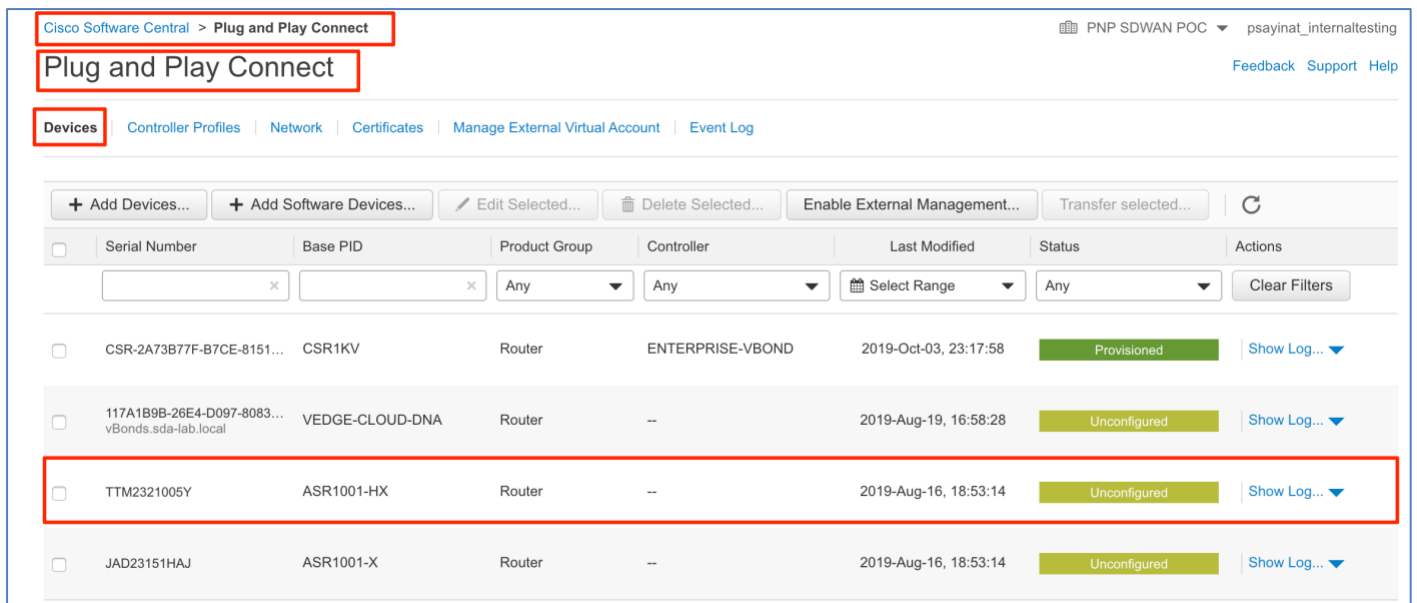 Cisco Software Central > Plug and Play Connect PNP SDWAN POC psayinat_internaltesting
Plug and Play Connect Feedback Support Help
Devices Controller Profiles Network Certificates Manage External Virtual Account Event Log
+ Add Devices... + Add Software Devices... Edit Selected... Delete Selected... Enable External Management... Transfer selected...
Serial Number Base PID Product Group Controller Last Modified Status Actions
× × Any Any Select Range Any Clear Filters
CSR-2A73B77F-B7CE-8151... CSR1KV Router ENTERPRISE-VBOND 2019-Oct-03, 23:17:58 Provisioned Show Log...
117A1B9B-26E4-D097-8083... VEDGE-CLOUD-DNA Router -- 2019-Aug-19, 16:58:28 Unconfigured Show Log...
vBonds.sda-lab.local
TTM2321005Y ASR1001-HX Router -- 2019-Aug-16, 18:53:14 Unconfigured Show Log...
JAD23151HAJ ASR1001-X Router -- 2019-Aug-16, 18:53:14 Unconfigured Show Log...